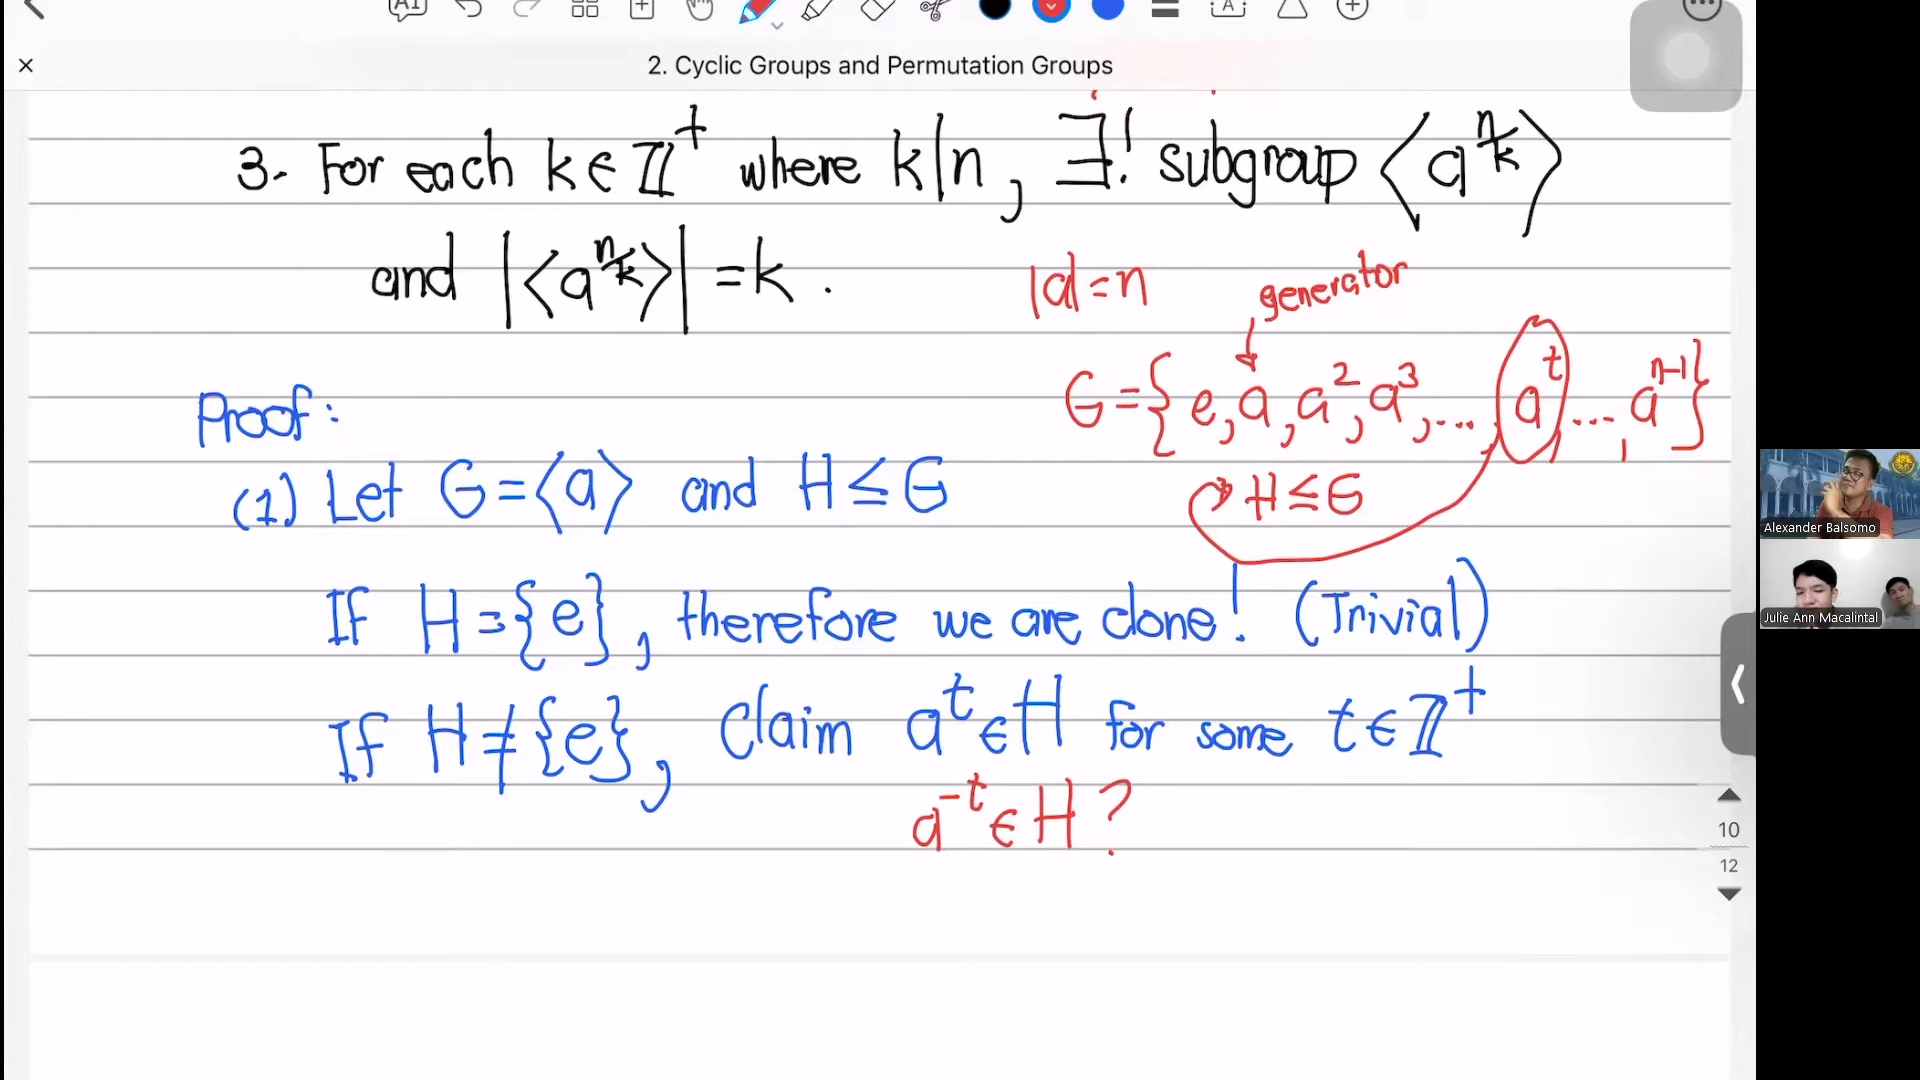 2. Cyclic Groups and Permutation Groups
3. For each k ∈ ℤ⁺ where k|n, ∃! subgroup ⟨a^(n/k)⟩
and |⟨a^(n/k)⟩| = k.
|a| = n
generator
G = {e, a, a², a³, ..., a^t, ..., a^(n-1)}
Proof:
(1) Let G = ⟨a⟩ and H ≤ G
H ≤ G
If H = {e}, therefore we are done! (Trivial)
If H ≠ {e}, Claim a^t ∈ H for some t ∈ ℤ⁺
a^(-t) ∈ H ?
10
12
Alexander Balsomo
Julie Ann Macalintal